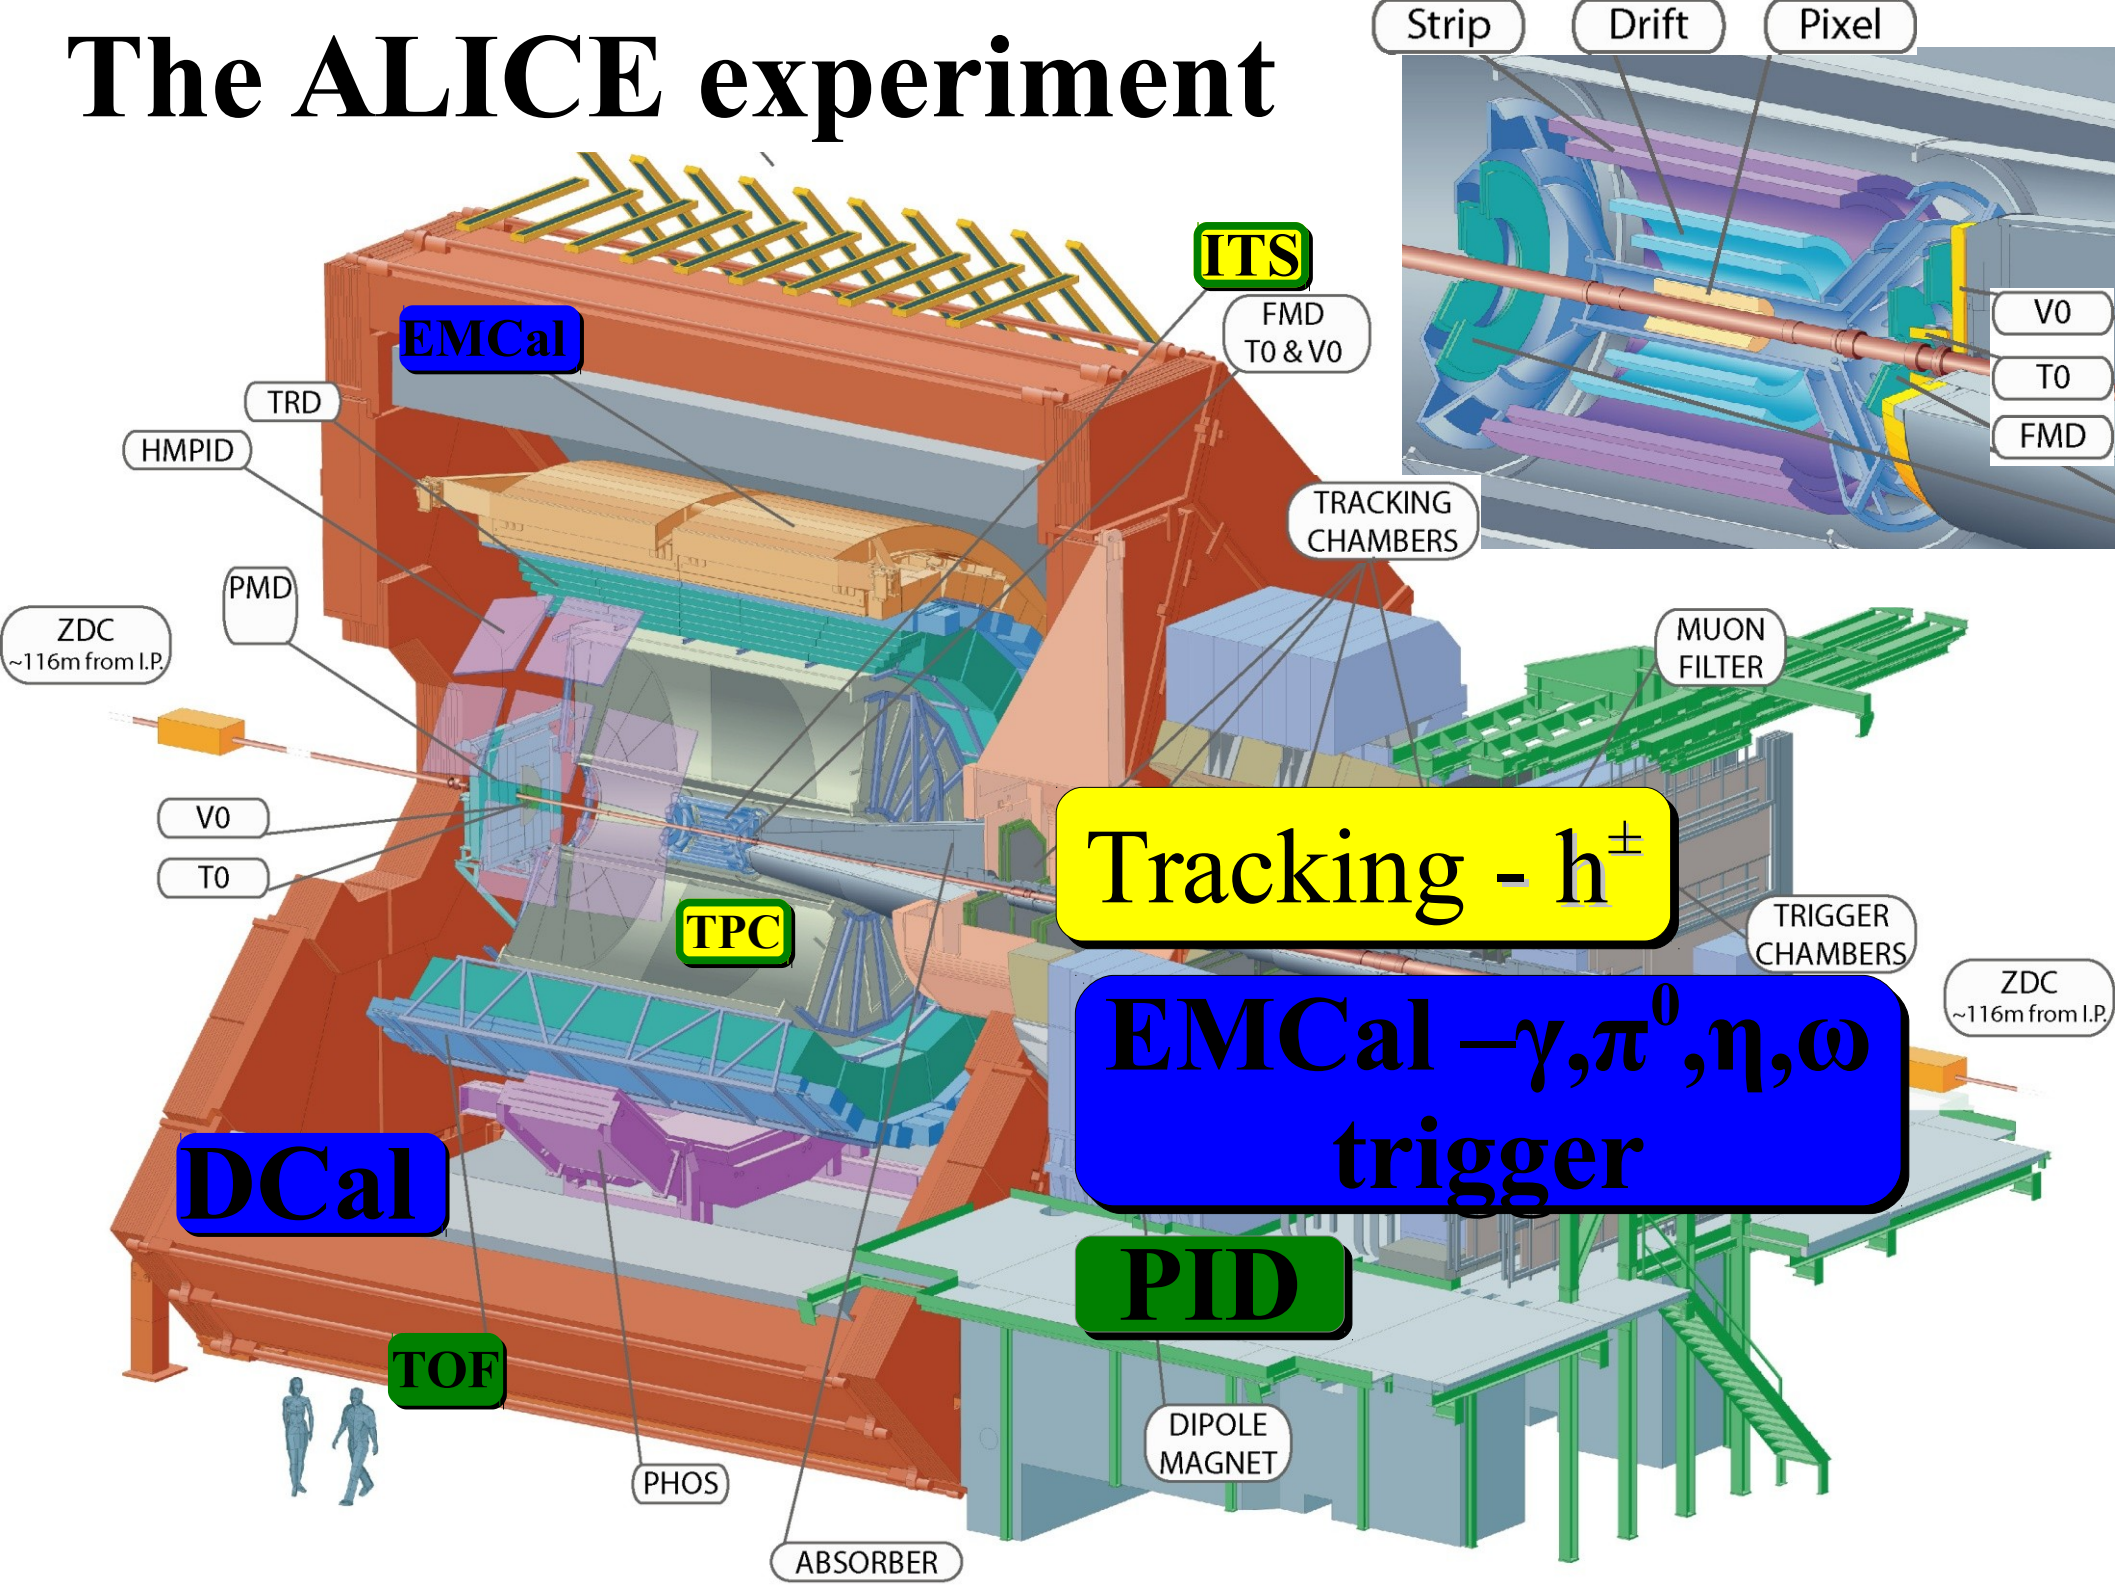 The ALICE experiment
Strip
Drift
Pixel
V0
T0
FMD
ITS
FMD
T0 & V0
EMCal
TRD
HMPID
PMD
ZDC
~116m from I.P.
V0
T0
TRACKING
CHAMBERS
MUON
FILTER
Tracking - h±
TPC
TRIGGER
CHAMBERS
ZDC
~116m from I.P.
EMCal –γ,π⁰,η,ω
trigger
DCal
PID
TOF
DIPOLE
MAGNET
PHOS
ABSORBER